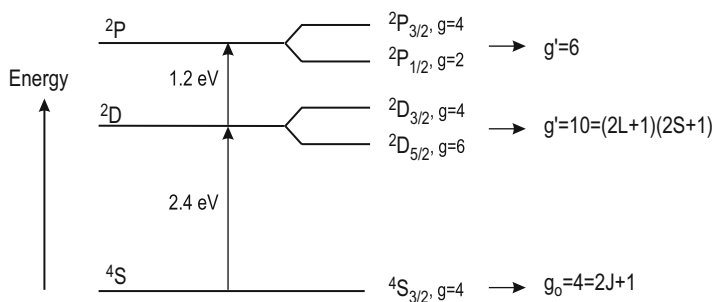 ²P
²P₃/₂, g=4
²P₁/₂, g=2
g'=6
1.2 eV
Energy
²D
²D₃/₂, g=4
²D₅/₂, g=6
g'=10=(2L+1)(2S+1)
2.4 eV
⁴S
⁴S₃/₂, g=4
gₒ=4=2J+1